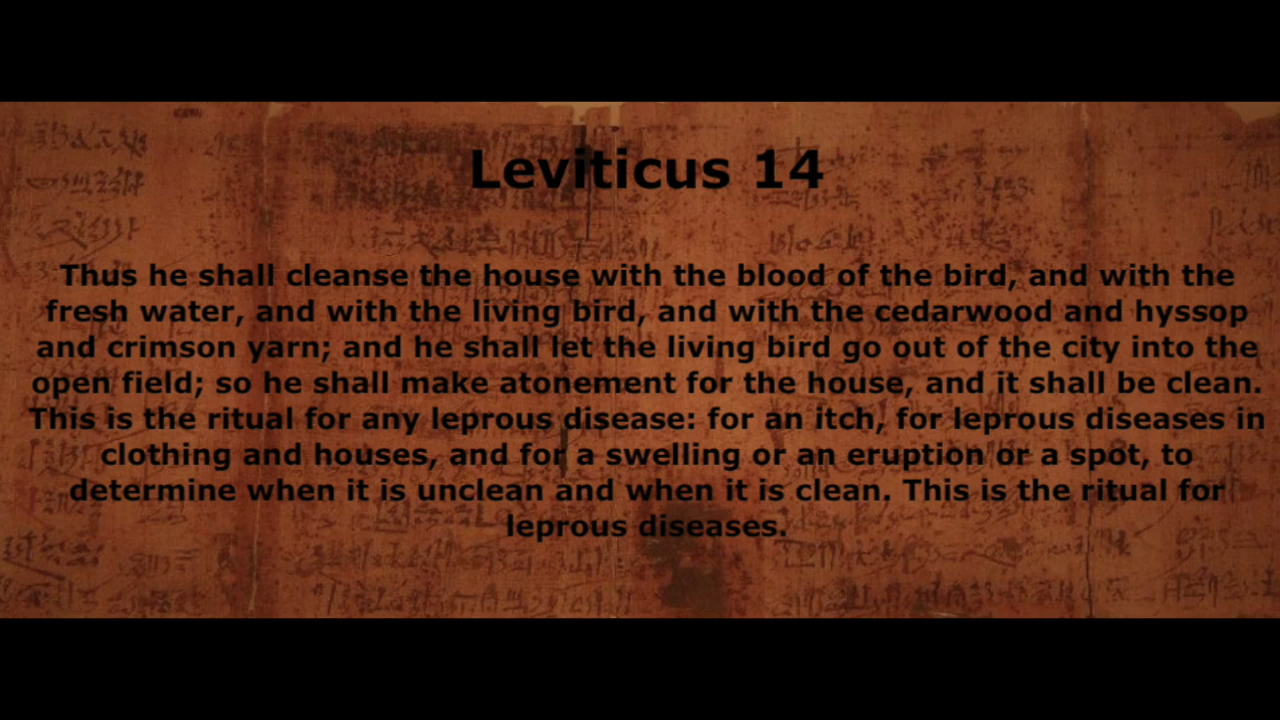 Leviticus 14
Thus he shall cleanse the house with the blood of the bird, and with the
fresh water, and with the living bird, and with the cedarwood and hyssop
and crimson yarn; and he shall let the living bird go out of the city into the
open field; so he shall make atonement for the house, and it shall be clean.
This is the ritual for any leprous disease: for an itch, for leprous diseases in
clothing and houses, and for a swelling or an eruption or a spot, to
determine when it is unclean and when it is clean. This is the ritual for
leprous diseases.